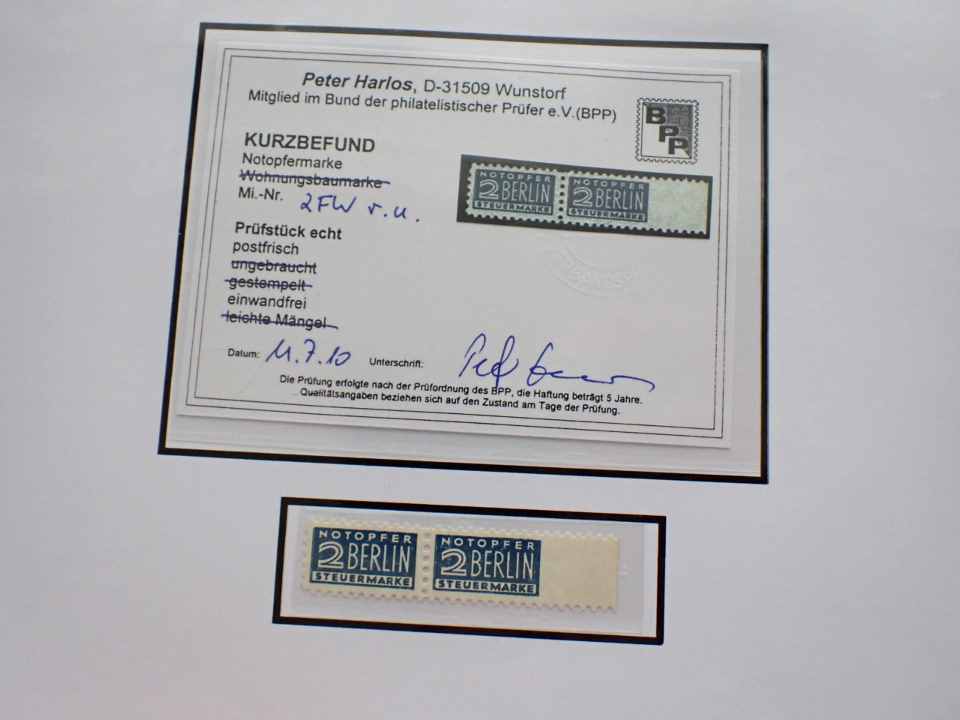 Peter Harlos, D-31509 Wunstorf
Mitglied im Bund der philatelistischer Prüfer e.V.(BPP)
BPP
KURZBEFUND
Notopfermarke
Wohnungsbaumarke
Mi.-Nr. 2FW r.u.
NOTOPFER NOTOPFER
2 BERLIN 2 BERLIN
STEUERMARKE STEUERMARKE
Prüfstück echt
postfrisch
ungebraucht
gestempelt
einwandfrei
leichte Mängel
Datum: 11.7.10 Unterschrift:
Die Prüfung erfolgte nach der Prüfordnung des BPP, die Haftung beträgt 5 Jahre.
Qualitätsangaben beziehen sich auf den Zustand am Tage der Prüfung.
NOTOPFER NOTOPFER
2 BERLIN 2 BERLIN
STEUERMARKE STEUERMARKE